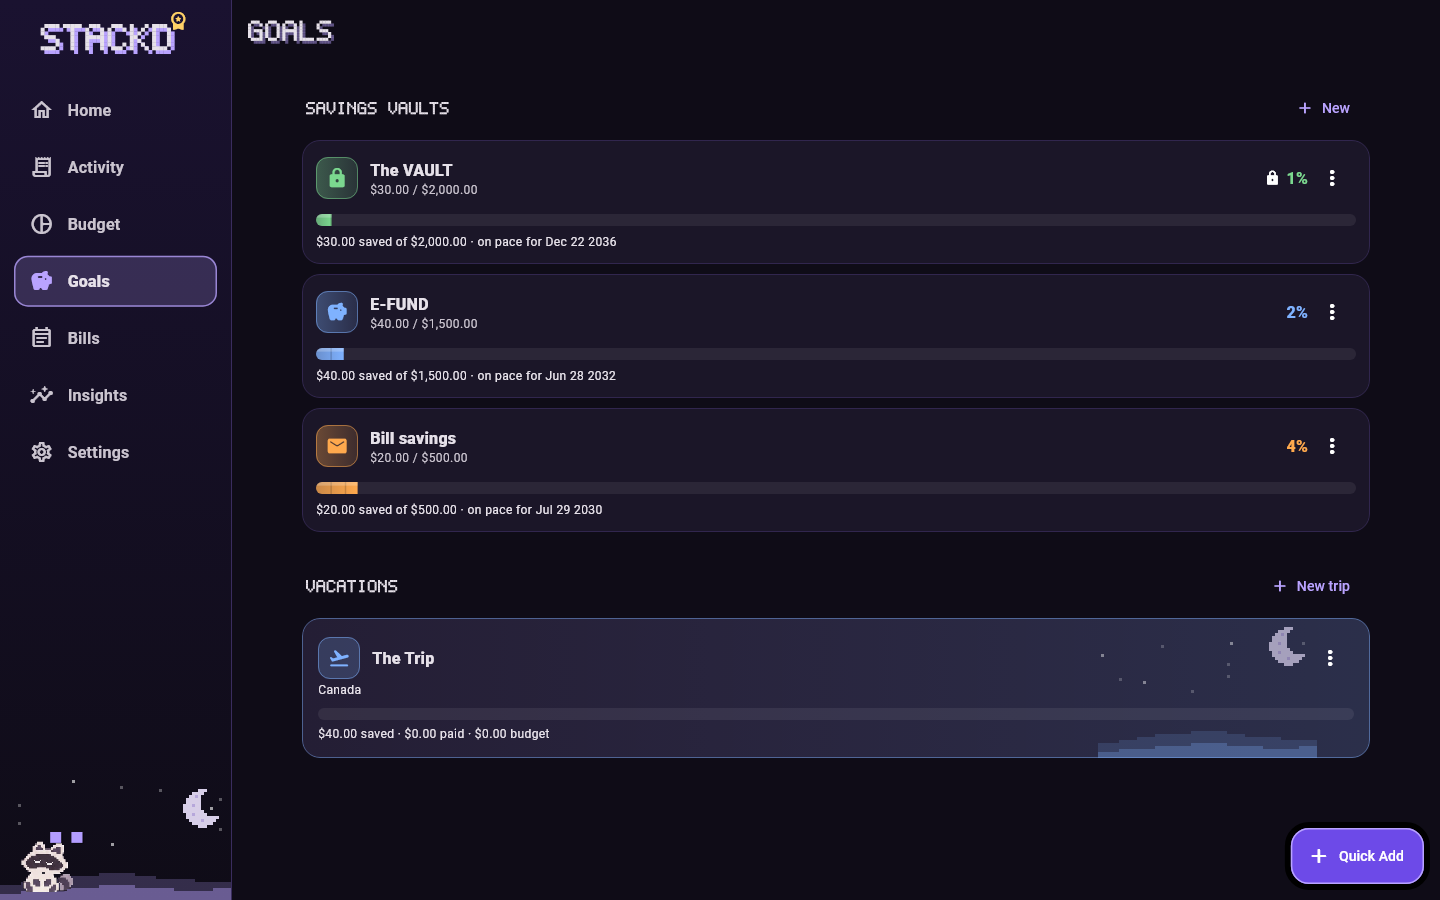 STACKD
Home
Activity
Budget
Goals
Bills
Insights
Settings
GOALS
SAVINGS VAULTS
+ New
The VAULT
$30.00 / $2,000.00
1%
$30.00 saved of $2,000.00 · on pace for Dec 22 2036
E-FUND
$40.00 / $1,500.00
2%
$40.00 saved of $1,500.00 · on pace for Jun 28 2032
Bill savings
$20.00 / $500.00
4%
$20.00 saved of $500.00 · on pace for Jul 29 2030
VACATIONS
+ New trip
The Trip
Canada
$40.00 saved · $0.00 paid · $0.00 budget
+ Quick Add